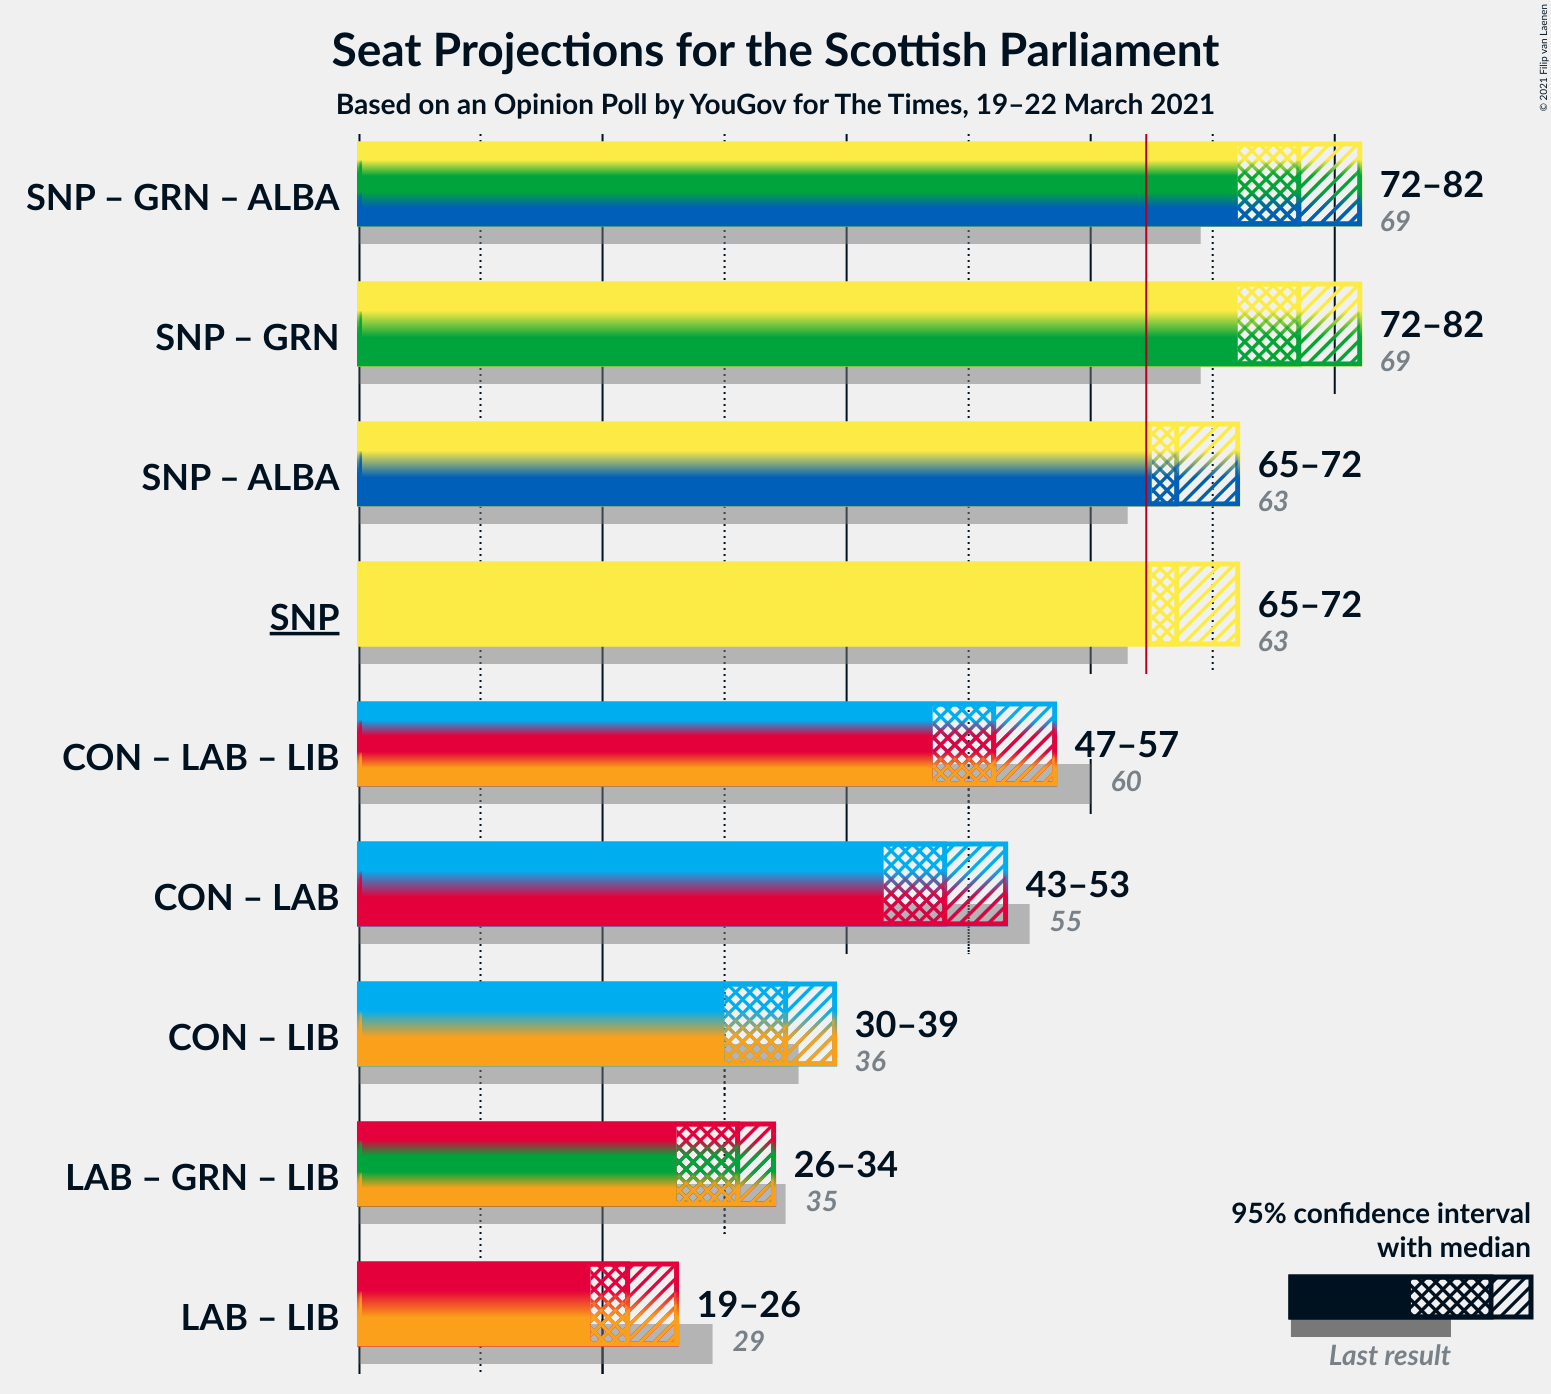 Seat Projections for the Scottish Parliament
Based on an Opinion Poll by YouGov for The Times, 19–22 March 2021
© 2021 Filip van Laenen
SNP – GRN – ALBA
72–82
69
SNP – GRN
72–82
69
SNP – ALBA
65–72
63
SNP
65–72
63
CON – LAB – LIB
47–57
60
CON – LAB
43–53
55
CON – LIB
30–39
36
LAB – GRN – LIB
26–34
35
LAB – LIB
19–26
29
95% confidence interval
with median
Last result